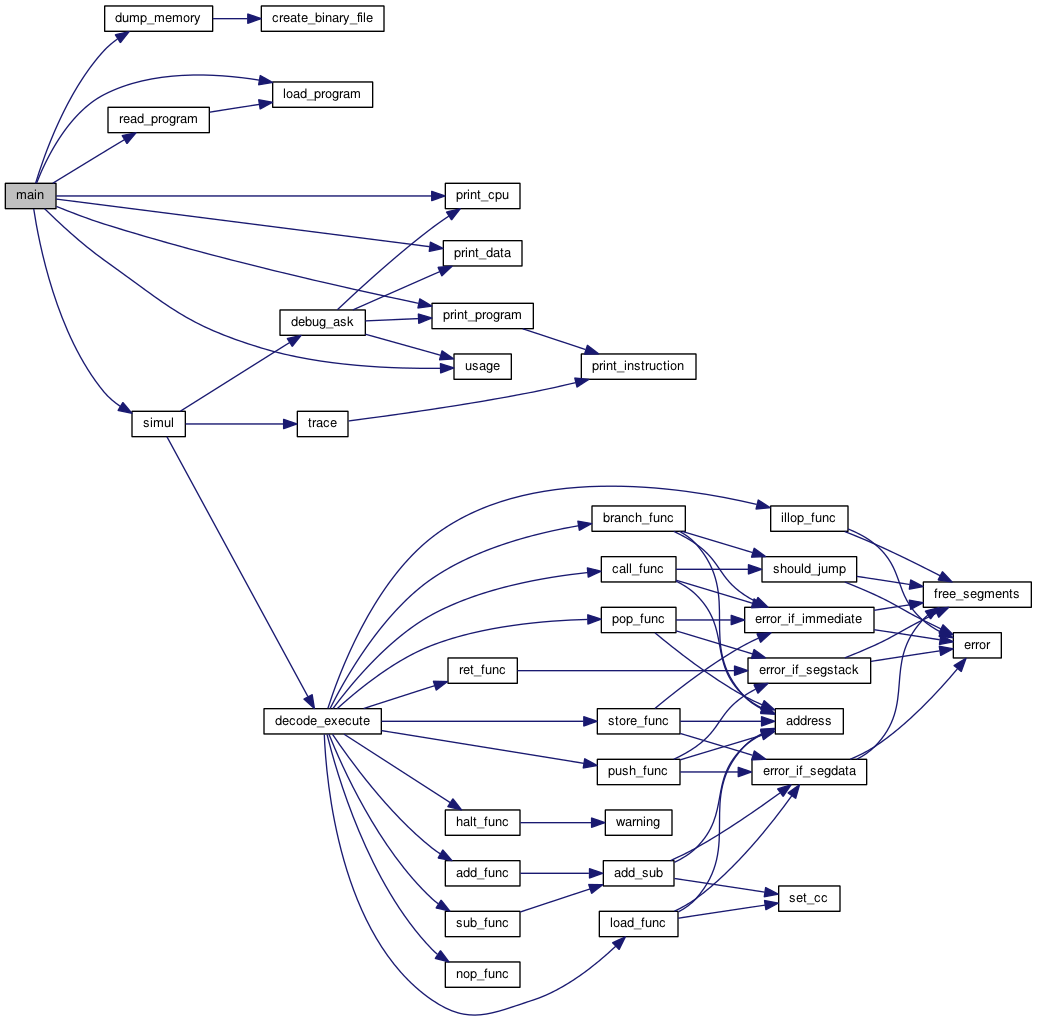 dump_memory
create_binary_file
load_program
read_program
main
print_cpu
print_data
print_program
debug_ask
usage
print_instruction
simul
trace
branch_func
illop_func
call_func
should_jump
free_segments
pop_func
error_if_immediate
error
ret_func
error_if_segstack
decode_execute
store_func
address
push_func
error_if_segdata
halt_func
warning
add_func
add_sub
set_cc
sub_func
load_func
nop_func